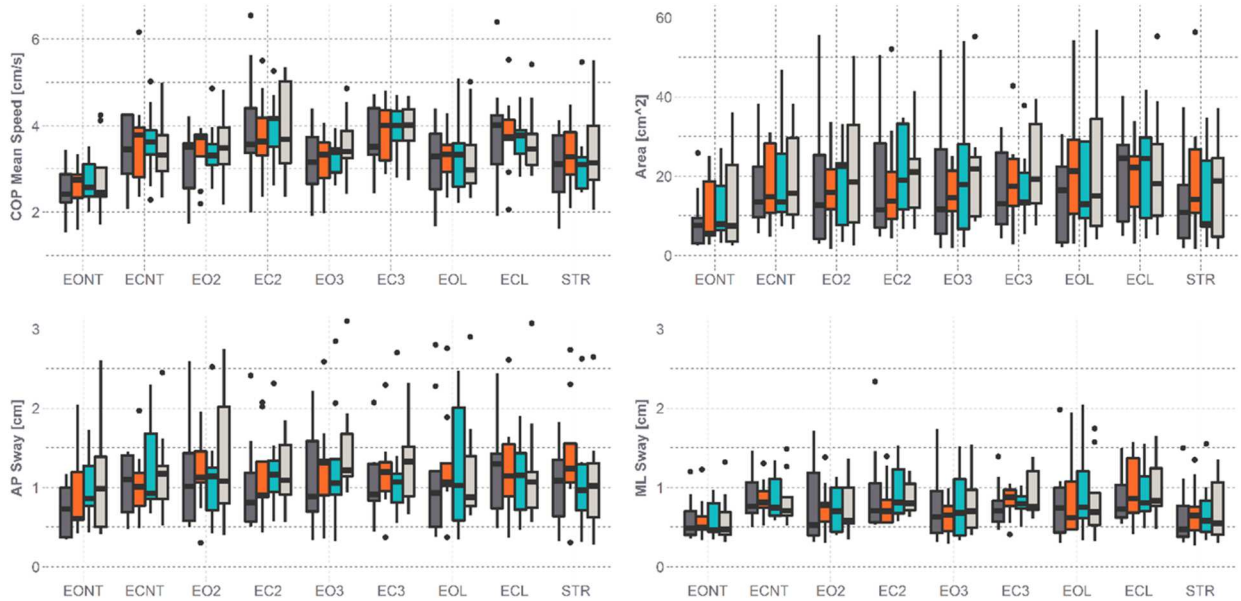 COP Mean Speed [cm/s]
6
4
2
EONT ECNT EO2 EC2 EO3 EC3 EOL ECL STR
Area [cm^2]
60
40
20
0
EONT ECNT EO2 EC2 EO3 EC3 EOL ECL STR
AP Sway [cm]
3
2
1
0
EONT ECNT EO2 EC2 EO3 EC3 EOL ECL STR
ML Sway [cm]
3
2
1
0
EONT ECNT EO2 EC2 EO3 EC3 EOL ECL STR